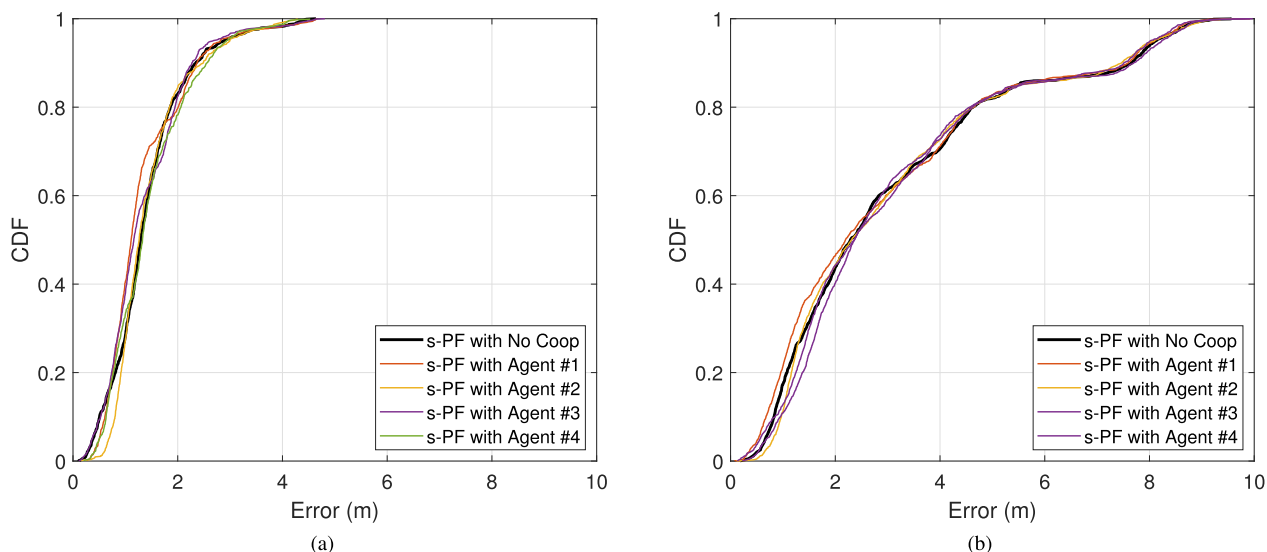 1
0.8
0.6
0.4
0.2
0
CDF
0 2 4 6 8 10
Error (m)
s-PF with No Coop
s-PF with Agent #1
s-PF with Agent #2
s-PF with Agent #3
s-PF with Agent #4
(a)
1
0.8
0.6
0.4
0.2
0
CDF
0 2 4 6 8 10
Error (m)
s-PF with No Coop
s-PF with Agent #1
s-PF with Agent #2
s-PF with Agent #3
s-PF with Agent #4
(b)